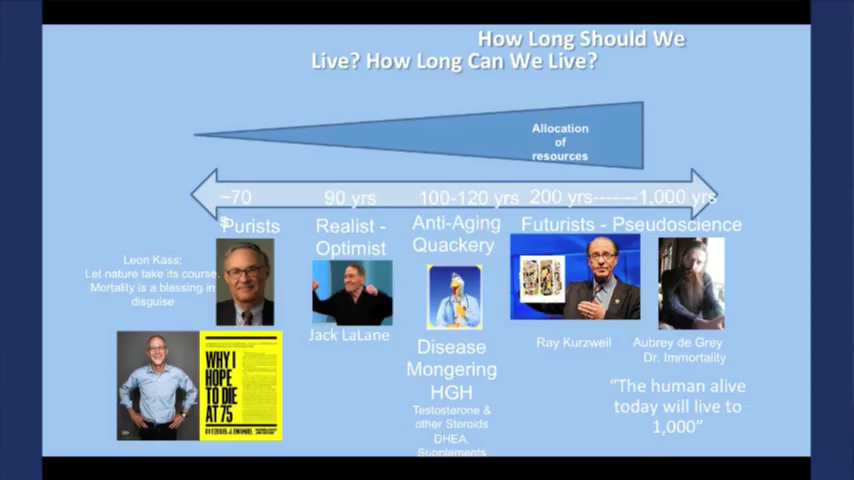 How Long Should We
Live? How Long Can We Live?
Allocation
of
resources
~70
s
90 yrs
100-120 yrs
200 yrs-------1,000 yrs
Purists
Realist -
Optimist
Anti-Aging
Quackery
Futurists - Pseudoscience
Leon Kass:
Let nature take its course.
Mortality is a blessing in
disguise
Jack LaLane
Ray Kurzweil
Aubrey de Grey
Dr. Immortality
WHY I
HOPE
TO DIE
AT 75
BY EZEKIEL J. EMANUEL
Disease
Mongering
HGH
Testosterone &
other Steroids
DHEA,
Supplements
“The human alive
today will live to
1,000”